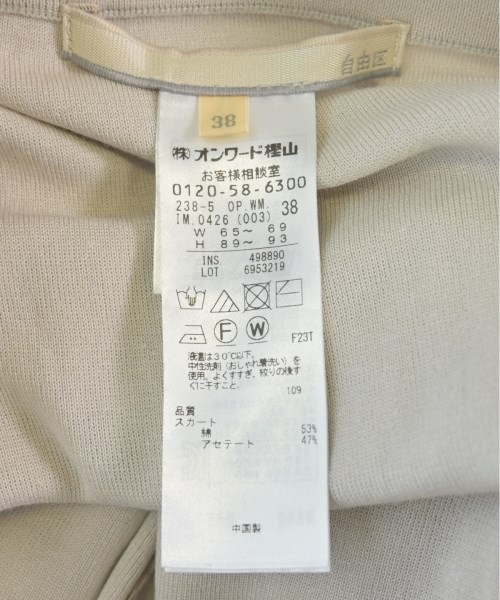 自由区
38
㈱オンワード樫山
お客様相談室
0120-58-6300
238-5 OP.WM. 38
IM.0426 (003)
W 65～ 69
H 89～ 93
INS 498890
LOT 6953219
F W
F23T
液温は30℃以下。
中性洗剤(おしゃれ着洗い)を
使用。よくすすぎ、絞りの後す
ぐに干すこと。
109
品質
スカート
綿 53%
アセテート 47%
中国製